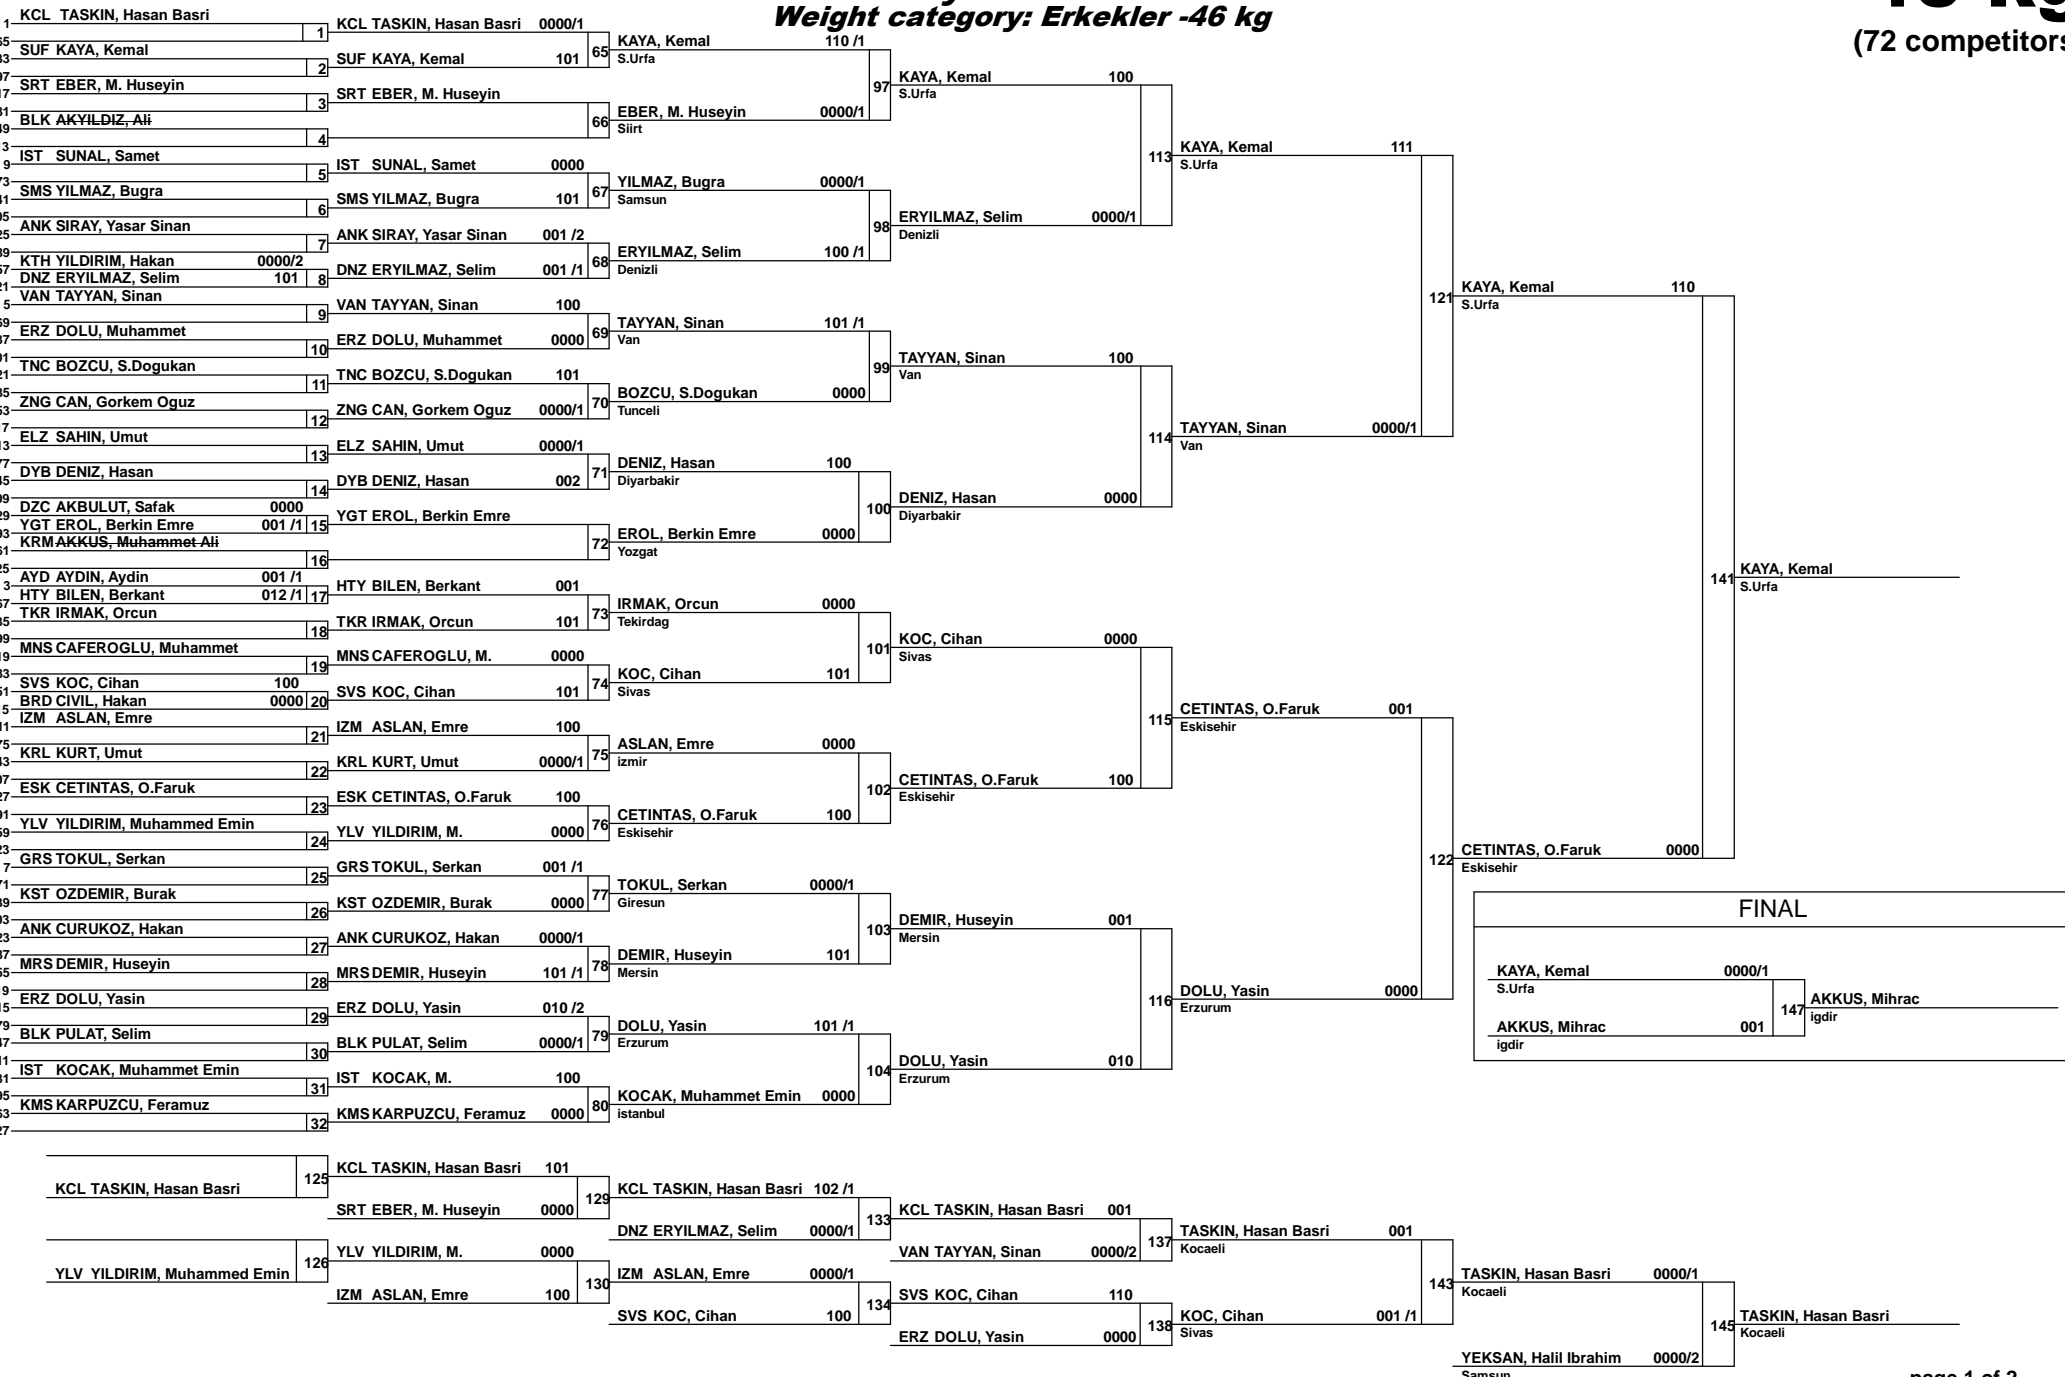 Weight category: Erkekler -46 kg
(72 competitors
KCL TASKIN, Hasan Basri
1
SUF KAYA, Kemal
2
SRT EBER, M. Huseyin
3
BLK AKYILDIZ, Ali
4
IST SUNAL, Samet
5
SMS YILMAZ, Bugra
6
ANK SIRAY, Yasar Sinan
7
KTH YILDIRIM, Hakan 0000/2
DNZ ERYILMAZ, Selim 101 8
VAN TAYYAN, Sinan
9
ERZ DOLU, Muhammet
10
TNC BOZCU, S.Dogukan
11
ZNG CAN, Gorkem Oguz
12
ELZ SAHIN, Umut
13
DYB DENIZ, Hasan
14
DZC AKBULUT, Safak 0000
YGT EROL, Berkin Emre 001 /1 15
KRM AKKUS, Muhammet Ali
16
AYD AYDIN, Aydin 001 /1
HTY BILEN, Berkant 012 /1 17
TKR IRMAK, Orcun
18
MNS CAFEROGLU, Muhammet
19
SVS KOC, Cihan 100
BRD CIVIL, Hakan 0000 20
IZM ASLAN, Emre
21
KRL KURT, Umut
22
ESK CETINTAS, O.Faruk
23
YLV YILDIRIM, Muhammed Emin
24
GRS TOKUL, Serkan
25
KST OZDEMIR, Burak
26
ANK CURUKOZ, Hakan
27
MRS DEMIR, Huseyin
28
ERZ DOLU, Yasin
29
BLK PULAT, Selim
30
IST KOCAK, Muhammet Emin
31
KMS KARPUZCU, Feramuz
32
KCL TASKIN, Hasan Basri 0000/1
65
SUF KAYA, Kemal 101
SRT EBER, M. Huseyin
66
IST SUNAL, Samet 0000
67
SMS YILMAZ, Bugra 101
ANK SIRAY, Yasar Sinan 001 /2
68
DNZ ERYILMAZ, Selim 001 /1
VAN TAYYAN, Sinan 100
69
ERZ DOLU, Muhammet 0000
TNC BOZCU, S.Dogukan 101
70
ZNG CAN, Gorkem Oguz 0000/1
ELZ SAHIN, Umut 0000/1
71
DYB DENIZ, Hasan 002
YGT EROL, Berkin Emre
72
HTY BILEN, Berkant 001
73
TKR IRMAK, Orcun 101
MNS CAFEROGLU, M. 0000
74
SVS KOC, Cihan 101
IZM ASLAN, Emre 100
75
KRL KURT, Umut 0000/1
ESK CETINTAS, O.Faruk 100
76
YLV YILDIRIM, M. 0000
GRS TOKUL, Serkan 001 /1
77
KST OZDEMIR, Burak 0000
ANK CURUKOZ, Hakan 0000/1
78
MRS DEMIR, Huseyin 101 /1
ERZ DOLU, Yasin 010 /2
79
BLK PULAT, Selim 0000/1
IST KOCAK, M. 100
80
KMS KARPUZCU, Feramuz 0000
KAYA, Kemal 110 /1
S.Urfa
97
EBER, M. Huseyin 0000/1
Siirt
YILMAZ, Bugra 0000/1
Samsun
98
ERYILMAZ, Selim 100 /1
Denizli
TAYYAN, Sinan 101 /1
Van
99
BOZCU, S.Dogukan 0000
Tunceli
DENIZ, Hasan 100
Diyarbakir
100
EROL, Berkin Emre 0000
Yozgat
IRMAK, Orcun 0000
Tekirdag
101
KOC, Cihan 101
Sivas
ASLAN, Emre 0000
izmir
102
CETINTAS, O.Faruk 100
Eskisehir
TOKUL, Serkan 0000/1
Giresun
103
DEMIR, Huseyin 101
Mersin
DOLU, Yasin 101 /1
Erzurum
104
KOCAK, Muhammet Emin 0000
istanbul
KAYA, Kemal 100
S.Urfa
113
ERYILMAZ, Selim 0000/1
Denizli
TAYYAN, Sinan 100
Van
114
DENIZ, Hasan 0000
Diyarbakir
KOC, Cihan 0000
Sivas
115
CETINTAS, O.Faruk 100
Eskisehir
DEMIR, Huseyin 001
Mersin
116
DOLU, Yasin 010
Erzurum
KAYA, Kemal 111
S.Urfa
121
TAYYAN, Sinan 0000/1
Van
CETINTAS, O.Faruk 001
Eskisehir
122
DOLU, Yasin 0000
Erzurum
KAYA, Kemal 110
S.Urfa
141
CETINTAS, O.Faruk 0000
Eskisehir
KAYA, Kemal
S.Urfa
FINAL
KAYA, Kemal 0000/1
S.Urfa
147
AKKUS, Mihrac
igdir
AKKUS, Mihrac 001
igdir
125
KCL TASKIN, Hasan Basri
126
YLV YILDIRIM, Muhammed Emin
KCL TASKIN, Hasan Basri 101
129
SRT EBER, M. Huseyin 0000
YLV YILDIRIM, M. 0000
130
IZM ASLAN, Emre 100
KCL TASKIN, Hasan Basri 102 /1
133
DNZ ERYILMAZ, Selim 0000/1
IZM ASLAN, Emre 0000/1
134
SVS KOC, Cihan 100
KCL TASKIN, Hasan Basri 001
137
VAN TAYYAN, Sinan 0000/2
SVS KOC, Cihan 110
138
ERZ DOLU, Yasin 0000
TASKIN, Hasan Basri 001
Kocaeli
143
KOC, Cihan 001 /1
Sivas
TASKIN, Hasan Basri 0000/1
Kocaeli
145
YEKSAN, Halil Ibrahim 0000/2
Samsun
TASKIN, Hasan Basri
Kocaeli
page 1 of 2